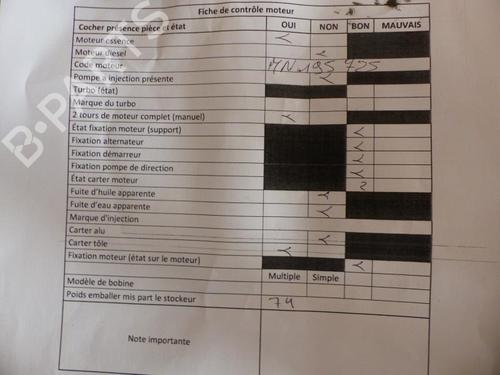 Fiche de contrôle moteur
Cocher présence pièce et état OUI NON BON MAUVAIS
Moteur essence
Moteur diesel
Code moteur MN 195 725
Pompe a injection présente
Turbo (état)
Marque du turbo
2 tours de moteur complet (manuel)
État fixation moteur (support)
Fixation alternateur
Fixation démarreur
Fixation pompe de direction
État carter moteur
Fuite d'huile apparente
Fuite d'eau apparente
Marque d'injection
Carter alu
Carter tôle
Fixation moteur (état sur le moteur)
Multiple Simple
Modèle de bobine
Poids emballer mis part le stockeur 74
Note importante
B-PARTS